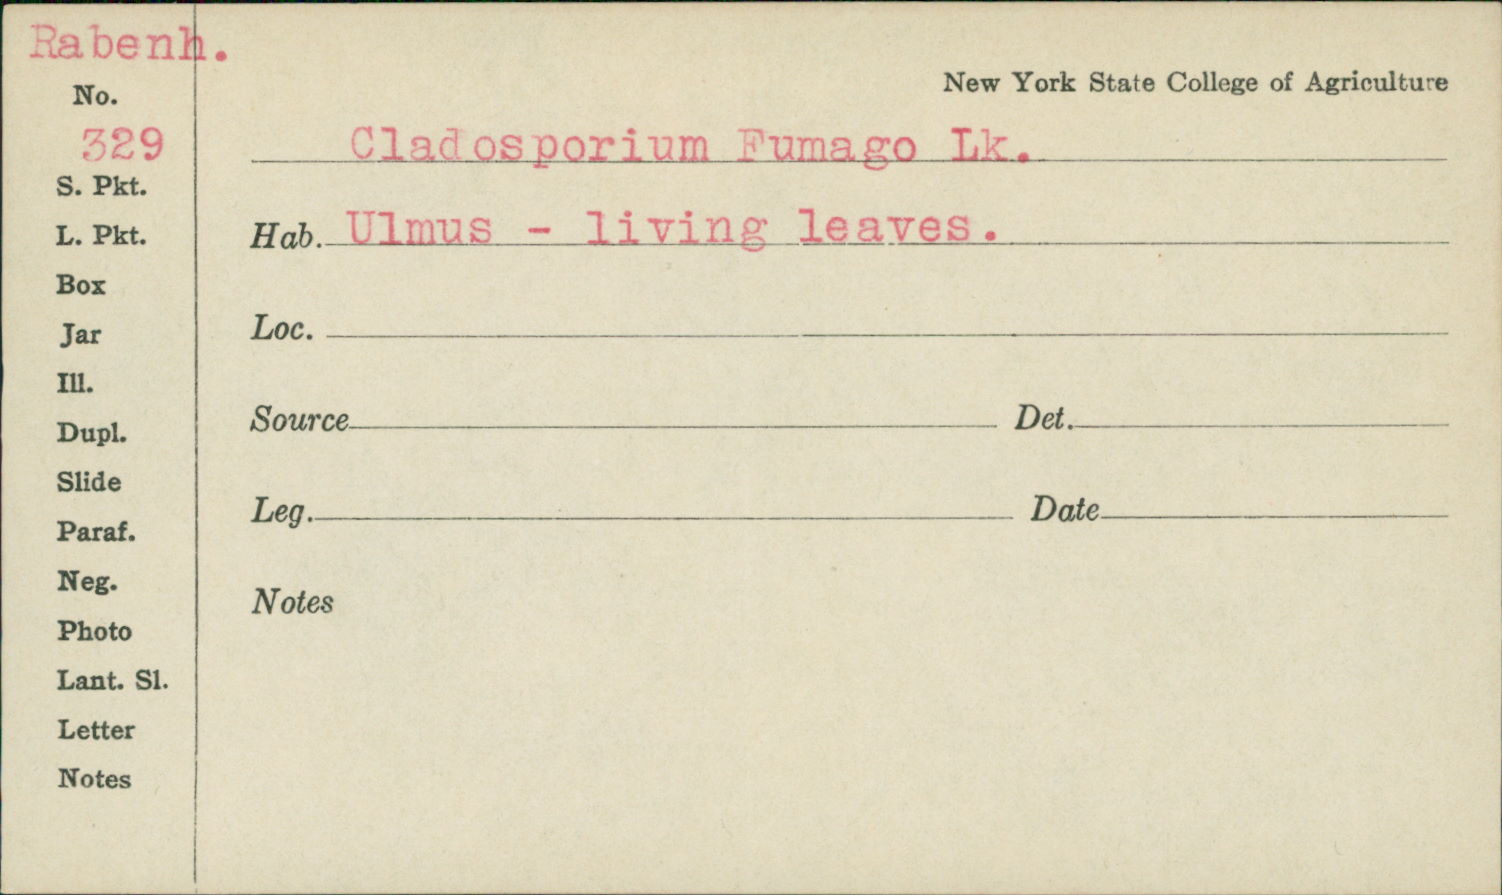 Rabenh.
No.
329
S. Pkt.
L. Pkt.
Box
Jar
Ill.
Dupl.
Slide
Paraf.
Neg.
Photo
Lant. Sl.
Letter
Notes
New York State College of Agriculture
Cladosporium Fumago Lk.
Hab. Ulmus - living leaves.
Loc.
Source Det.
Leg. Date
Notes